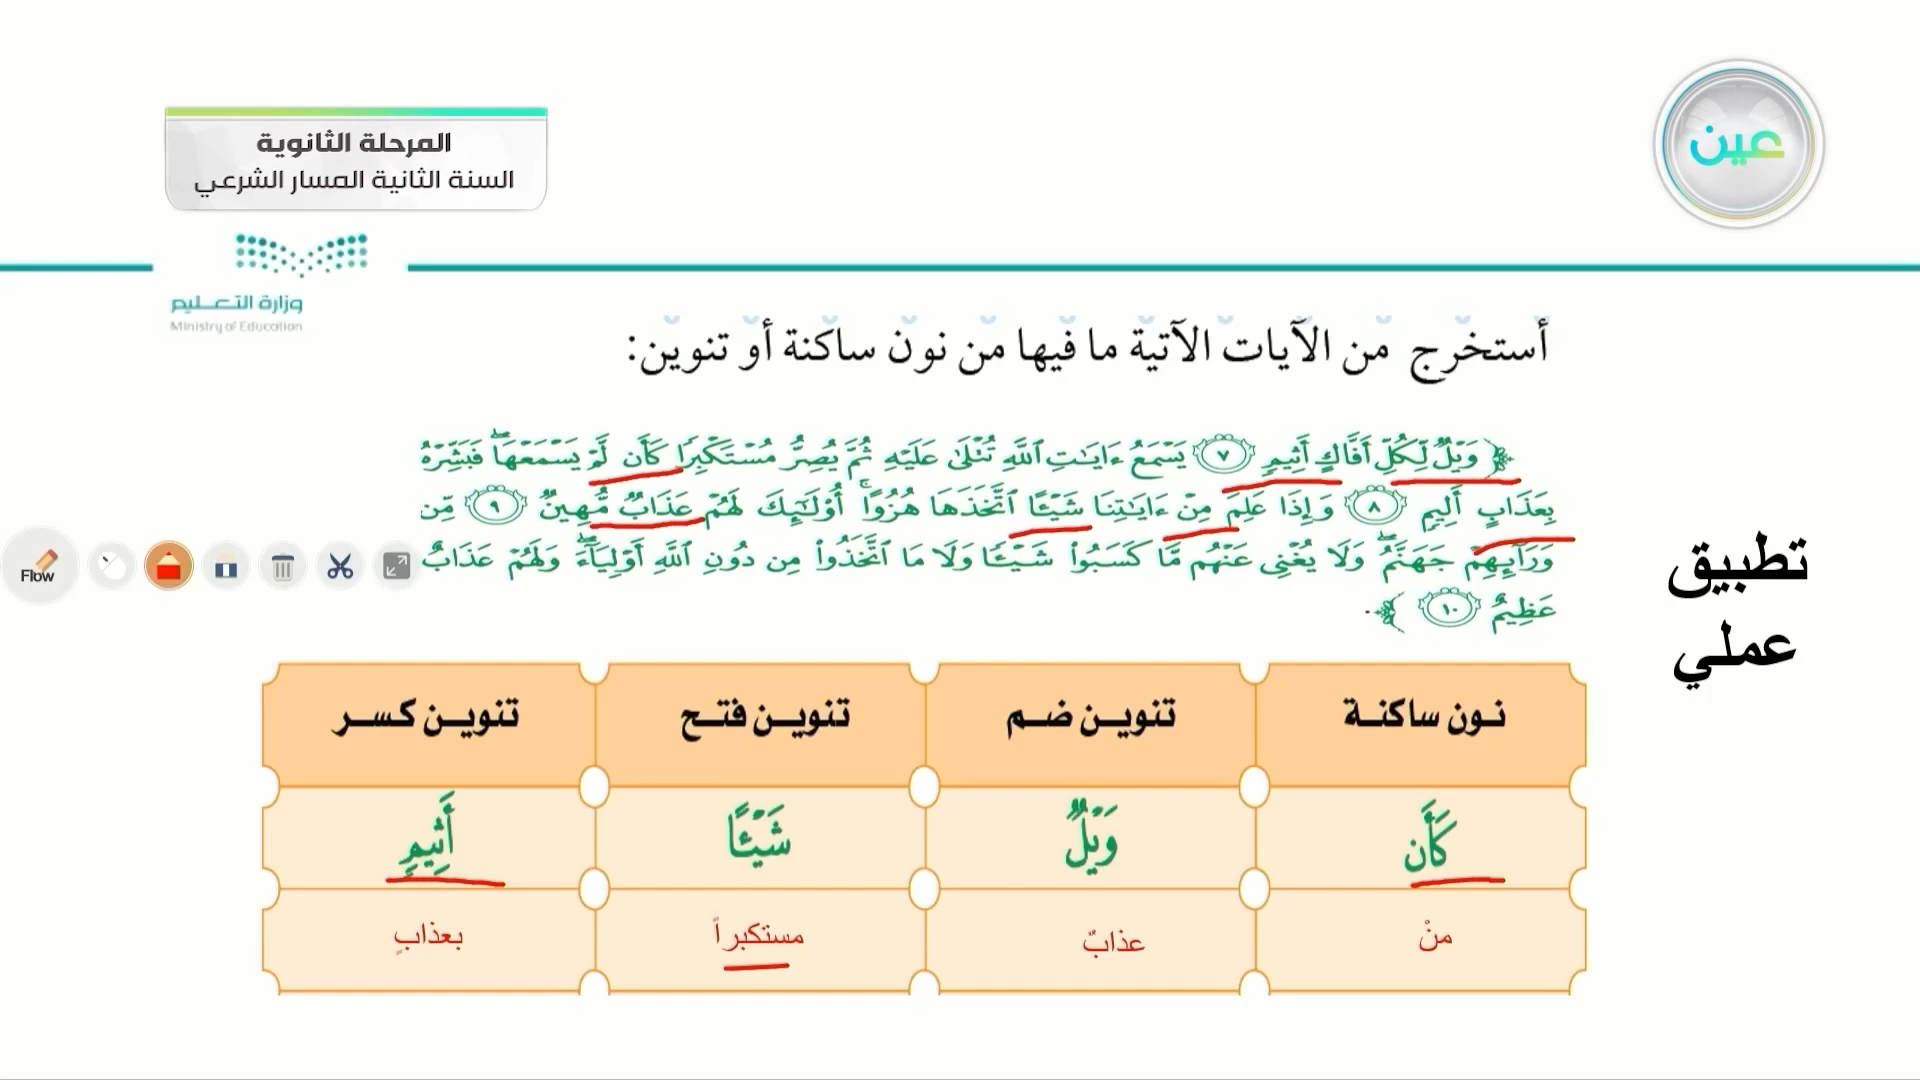 المرحلة الثانوية
السنة الثانية المسار الشرعي
عين
وزارة التعليم
Ministry of Education
أستخرج من الآيات الآتية ما فيها من نون ساكنة أو تنوين:
﴿ وَيْلٌ لِّكُلِّ أَفَّاكٍ أَثِيمٍ ٧ يَسْمَعُ ءَايَٰتِ ٱللَّهِ تُتْلَىٰ عَلَيْهِ ثُمَّ يُصِرُّ مُسْتَكْبِرًا كَأَن لَّمْ يَسْمَعْهَا ۖ فَبَشِّرْهُ
بِعَذَابٍ أَلِيمٍ ٨ وَإِذَا عَلِمَ مِنْ ءَايَٰتِنَا شَيْـًٔا ٱتَّخَذَهَا هُزُوًا ۚ أُو۟لَٰٓئِكَ لَهُمْ عَذَابٌ مُّهِينٌ ٩ مِّن
وَرَآئِهِمْ جَهَنَّمُ ۖ وَلَا يُغْنِى عَنْهُم مَّا كَسَبُوا۟ شَيْـًٔا وَلَا مَا ٱتَّخَذُوا۟ مِن دُونِ ٱللَّهِ أَوْلِيَآءَ ۖ وَلَهُمْ عَذَابٌ
عَظِيمٌ ١٠ ﴾.
Flow
تطبيق
عملي
نون ساكنة تنوين ضم تنوين فتح تنوين كسر
كَأَن وَيْلٌ شَيْـًٔا أَثِيمٍ
منْ عذابٌ مستكبراً بعذابٍ